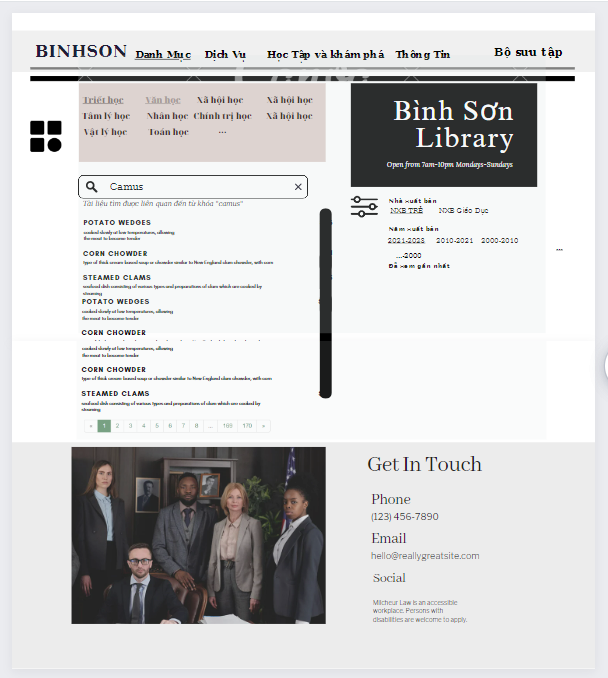 BINHSON
Danh Mục Dịch Vụ Học Tập và khám phá Thông Tin Bộ sưu tập
Triết học Văn học Xã hội học Xã hội học
Tâm lý học Nhân học Chính trị học Xã hội học
Vật lý học Toán học ...
Bình Sơn
Library
Open from 7am-10pm Mondays-Sundays
Camus
Tài liệu tìm được liên quan đến từ khóa "camus"
Nhà xuất bản
NXB TRẺ NXB Giáo Dục
Năm xuất bản
2021-2023 2010-2021 2000-2010
...-2000
Đã xem gần nhất
...
POTATO WEDGES
cooked slowly at low temperatures, allowing
the meat to become tender
CORN CHOWDER
type of thick cream-based soup or chowder similar to New England clam chowder, with corn
STEAMED CLAMS
seafood dish consisting of various types and preparations of clam which are cooked by
steaming
POTATO WEDGES
cooked slowly at low temperatures, allowing
the meat to become tender
CORN CHOWDER
cooked slowly at low temperatures, allowing
the meat to become tender
CORN CHOWDER
type of thick cream-based soup or chowder similar to New England clam chowder, with corn
STEAMED CLAMS
seafood dish consisting of various types and preparations of clam which are cooked by
steaming
« 1 2 3 4 5 6 7 8 ... 169 170 »
Get In Touch
Phone
(123) 456-7890
Email
hello@reallygreatsite.com
Social
Milcheur Law is an accessible
workplace. Persons with
disabilities are welcome to apply.